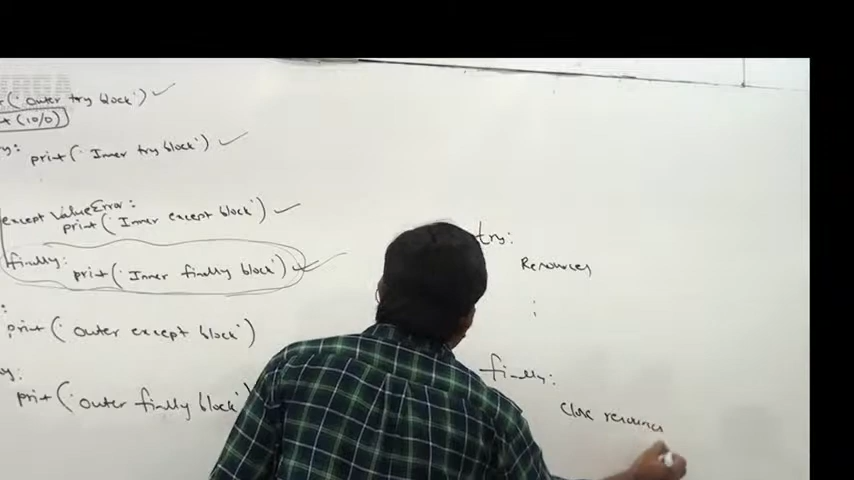 ('outer try block')
(10/0)
y:
print('Inner try block')
except ValueError:
print('Inner except block')
finally:
print('Inner finally block')
:
print('outer except block')
y:
print('outer finally block')
try:
Resources
:
finally:
close resources